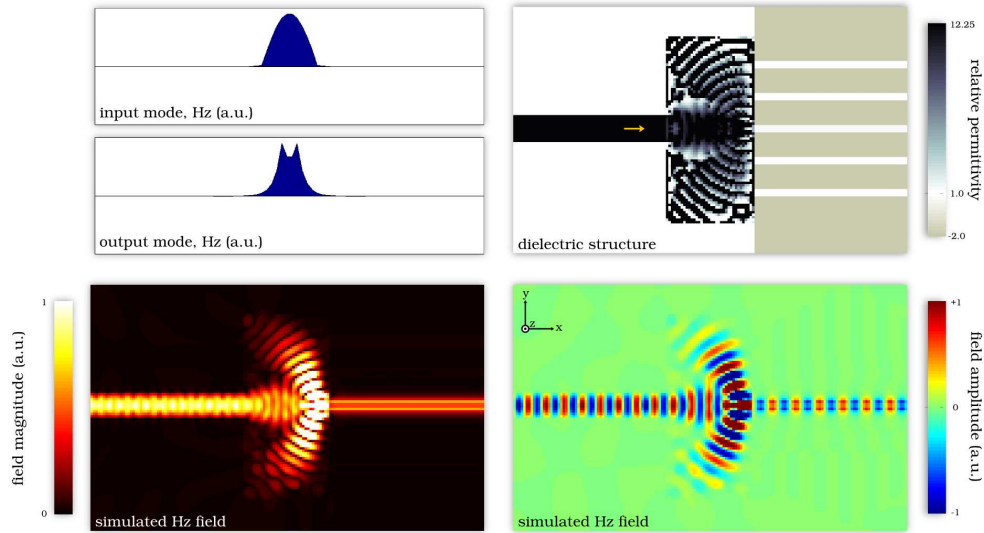 input mode, Hz (a.u.)
output mode, Hz (a.u.)
dielectric structure
12.25
1.0
-2.0
relative permittivity
field magnitude (a.u.)
1
0
simulated Hz field
y
z
x
simulated Hz field
+1
0
-1
field amplitude (a.u.)